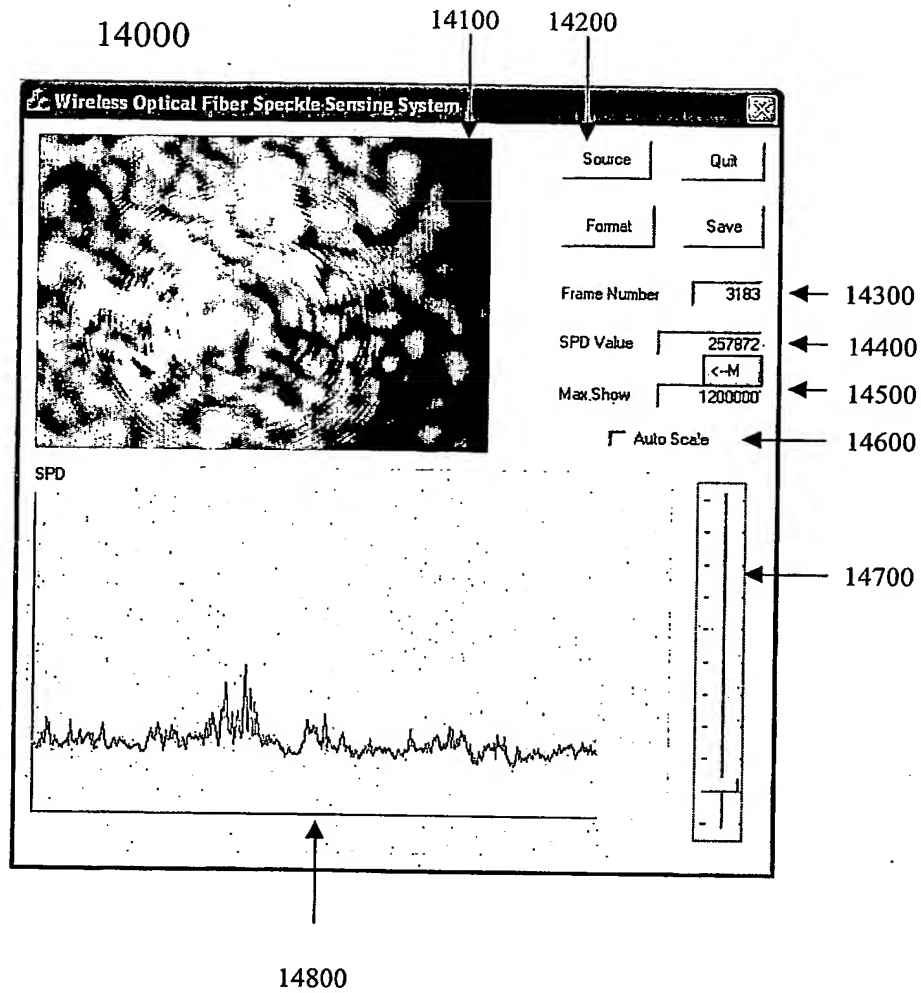 14000
14100
14200
Wireless Optical Fiber Speckle Sensing System
Source
Quit
Format
Save
Frame Number
3183
14300
SPD Value
257872
14400
<--M
Max.Show
1200000
14500
Auto Scale
14600
SPD
14700
14800